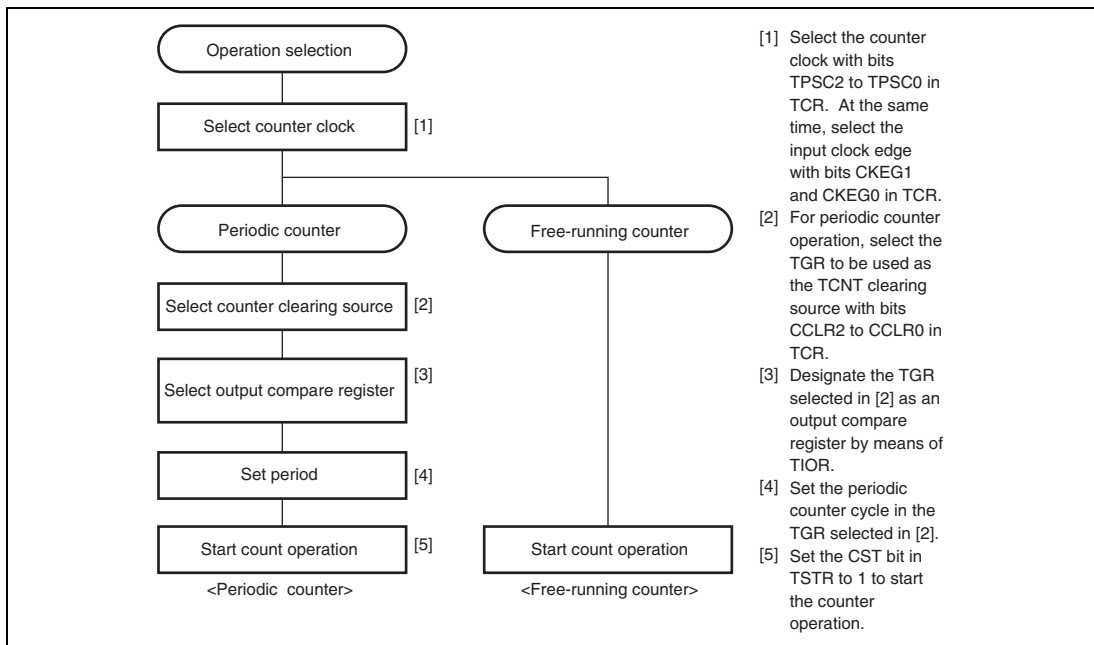 Operation selection
Select counter clock
[1]
Periodic counter
Free-running counter
Select counter clearing source
[2]
Select output compare register
[3]
Set period
[4]
Start count operation
[5]
Start count operation
<Periodic counter>
<Free-running counter>
[1] Select the counter
clock with bits
TPSC2 to TPSC0 in
TCR. At the same
time, select the
input clock edge
with bits CKEG1
and CKEG0 in TCR.
[2] For periodic counter
operation, select the
TGR to be used as
the TCNT clearing
source with bits
CCLR2 to CCLR0 in
TCR.
[3] Designate the TGR
selected in [2] as an
output compare
register by means of
TIOR.
[4] Set the periodic
counter cycle in the
TGR selected in [2].
[5] Set the CST bit in
TSTR to 1 to start
the counter
operation.